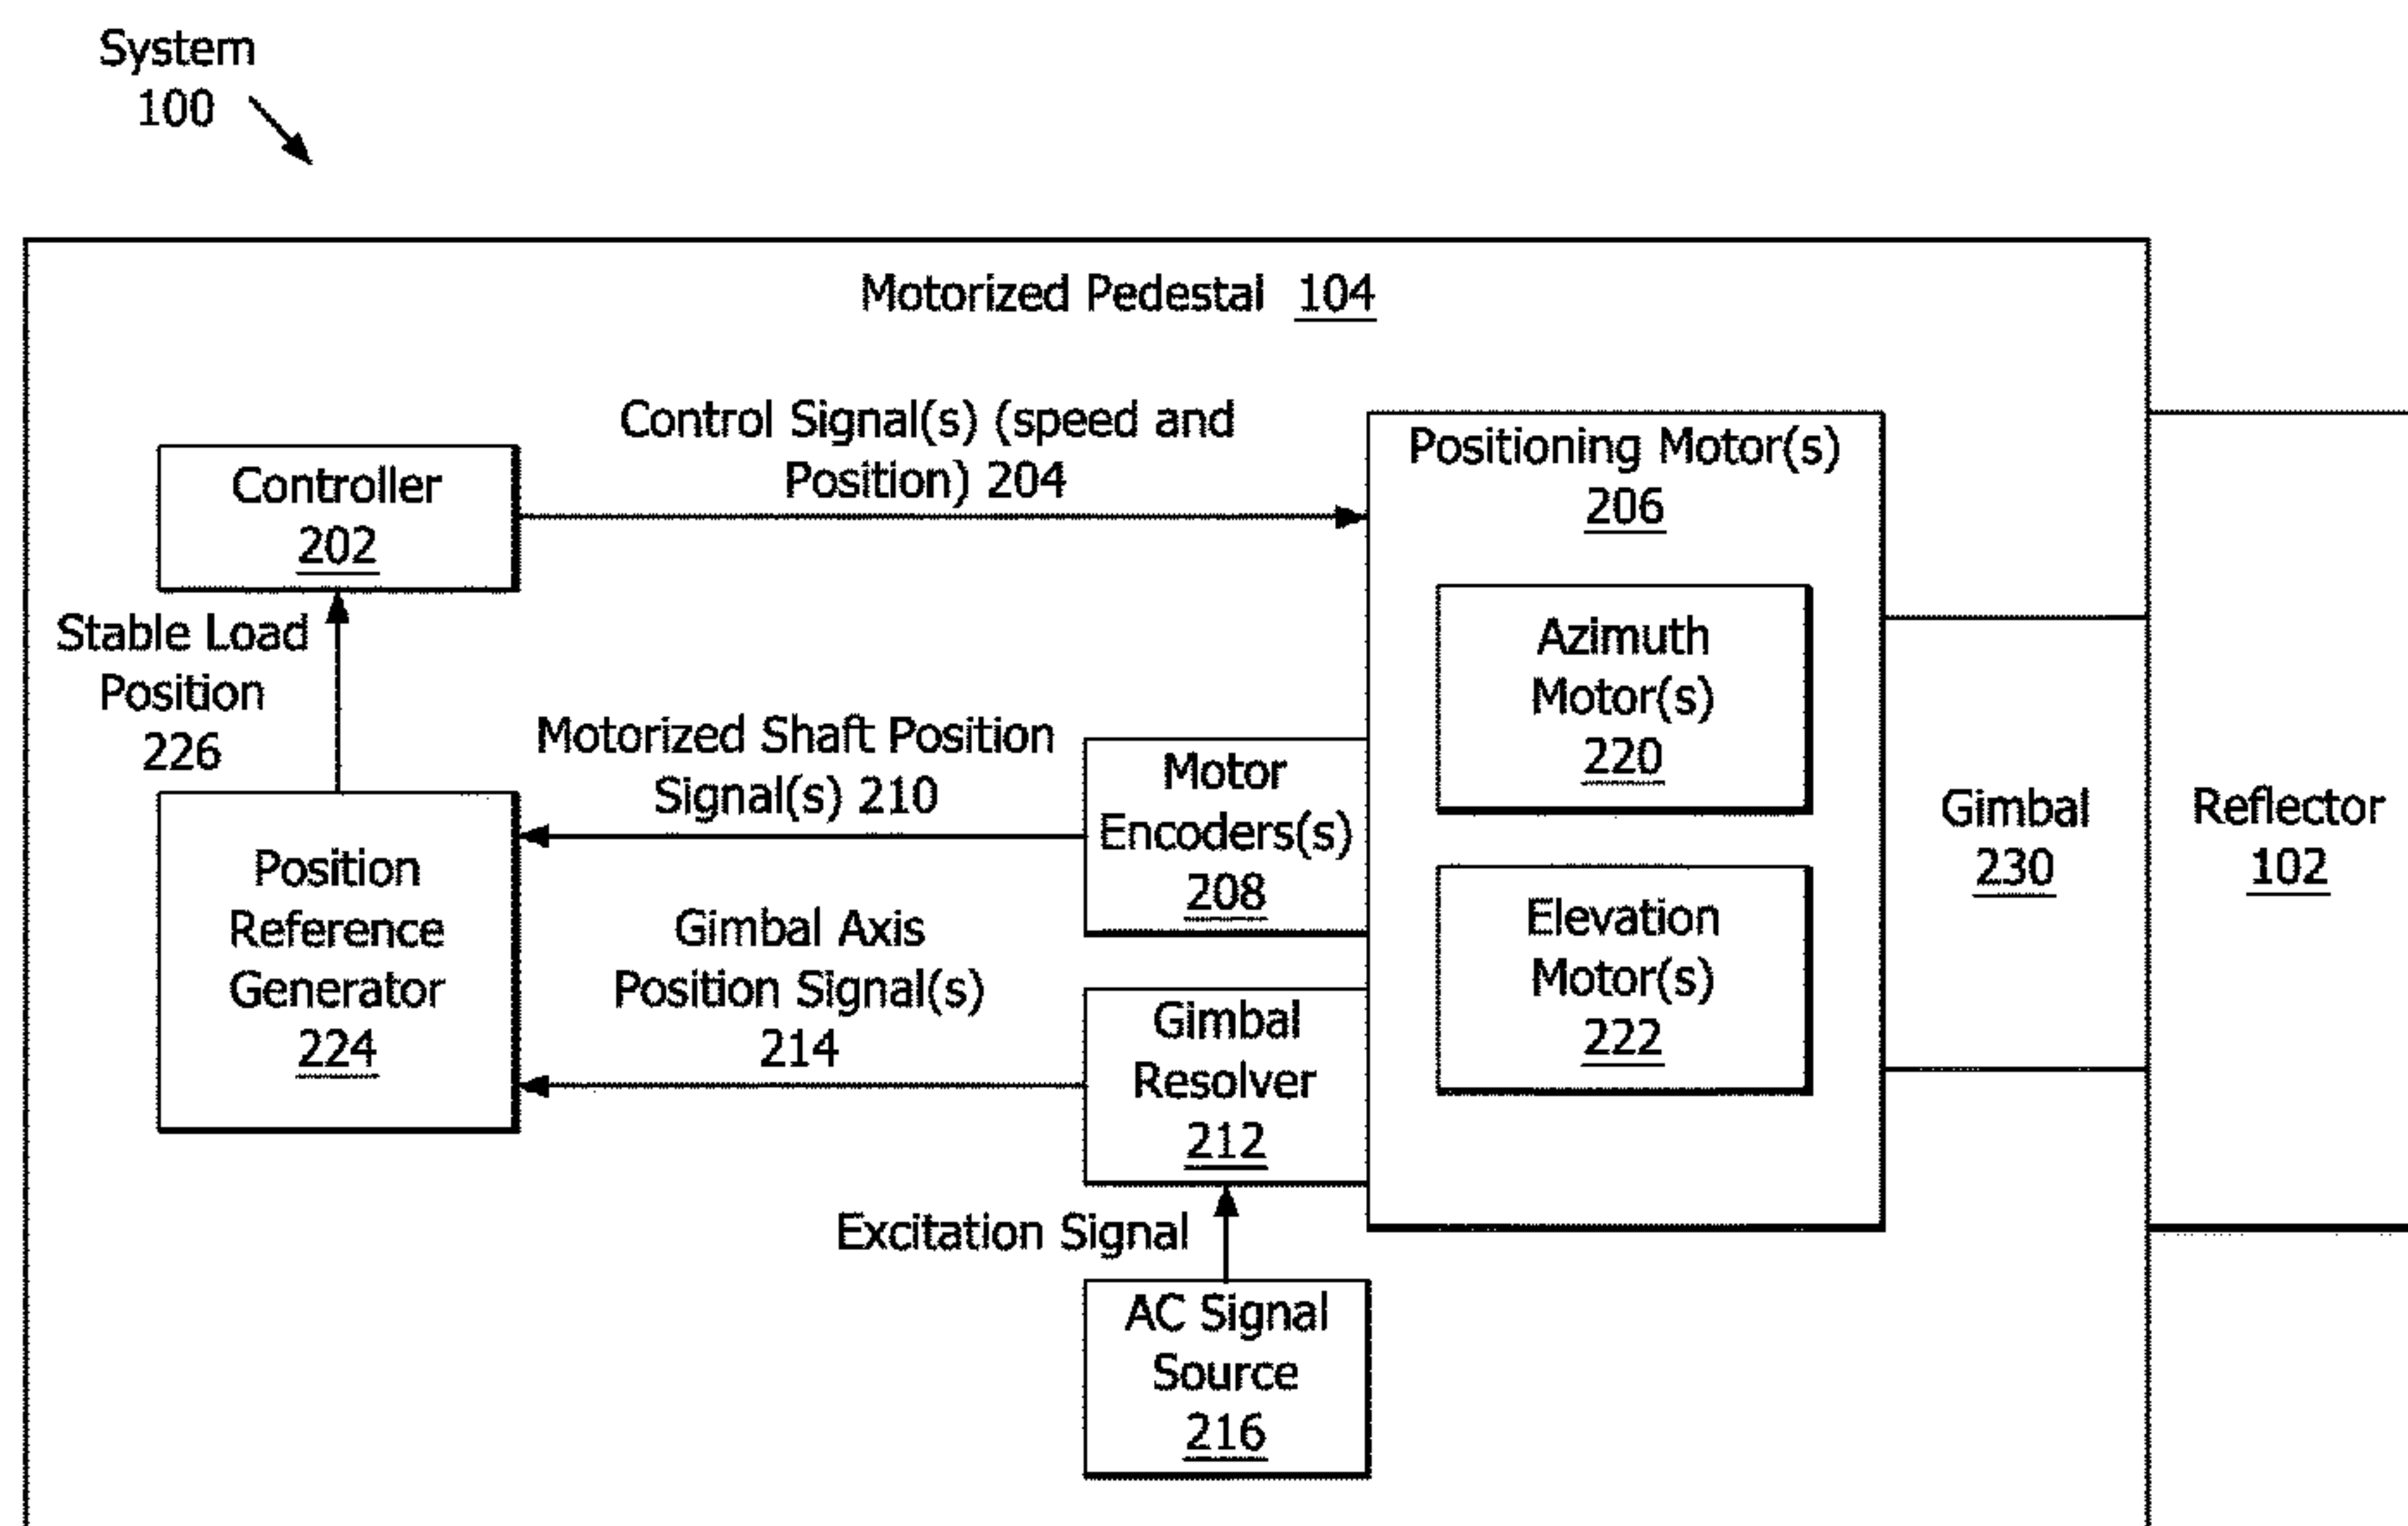 System
100
Motorized Pedestal 104
Control Signal(s) (speed and
Position) 204
Controller
202
Positioning Motor(s)
206
Stable Load
Position
226
Azimuth
Motor(s)
220
Motorized Shaft Position
Signal(s) 210
Motor
Encoders(s)
208
Gimbal
230
Reflector
102
Position
Reference
Generator
224
Gimbal Axis
Position Signal(s)
214
Elevation
Motor(s)
222
Gimbal
Resolver
212
Excitation Signal
AC Signal
Source
216